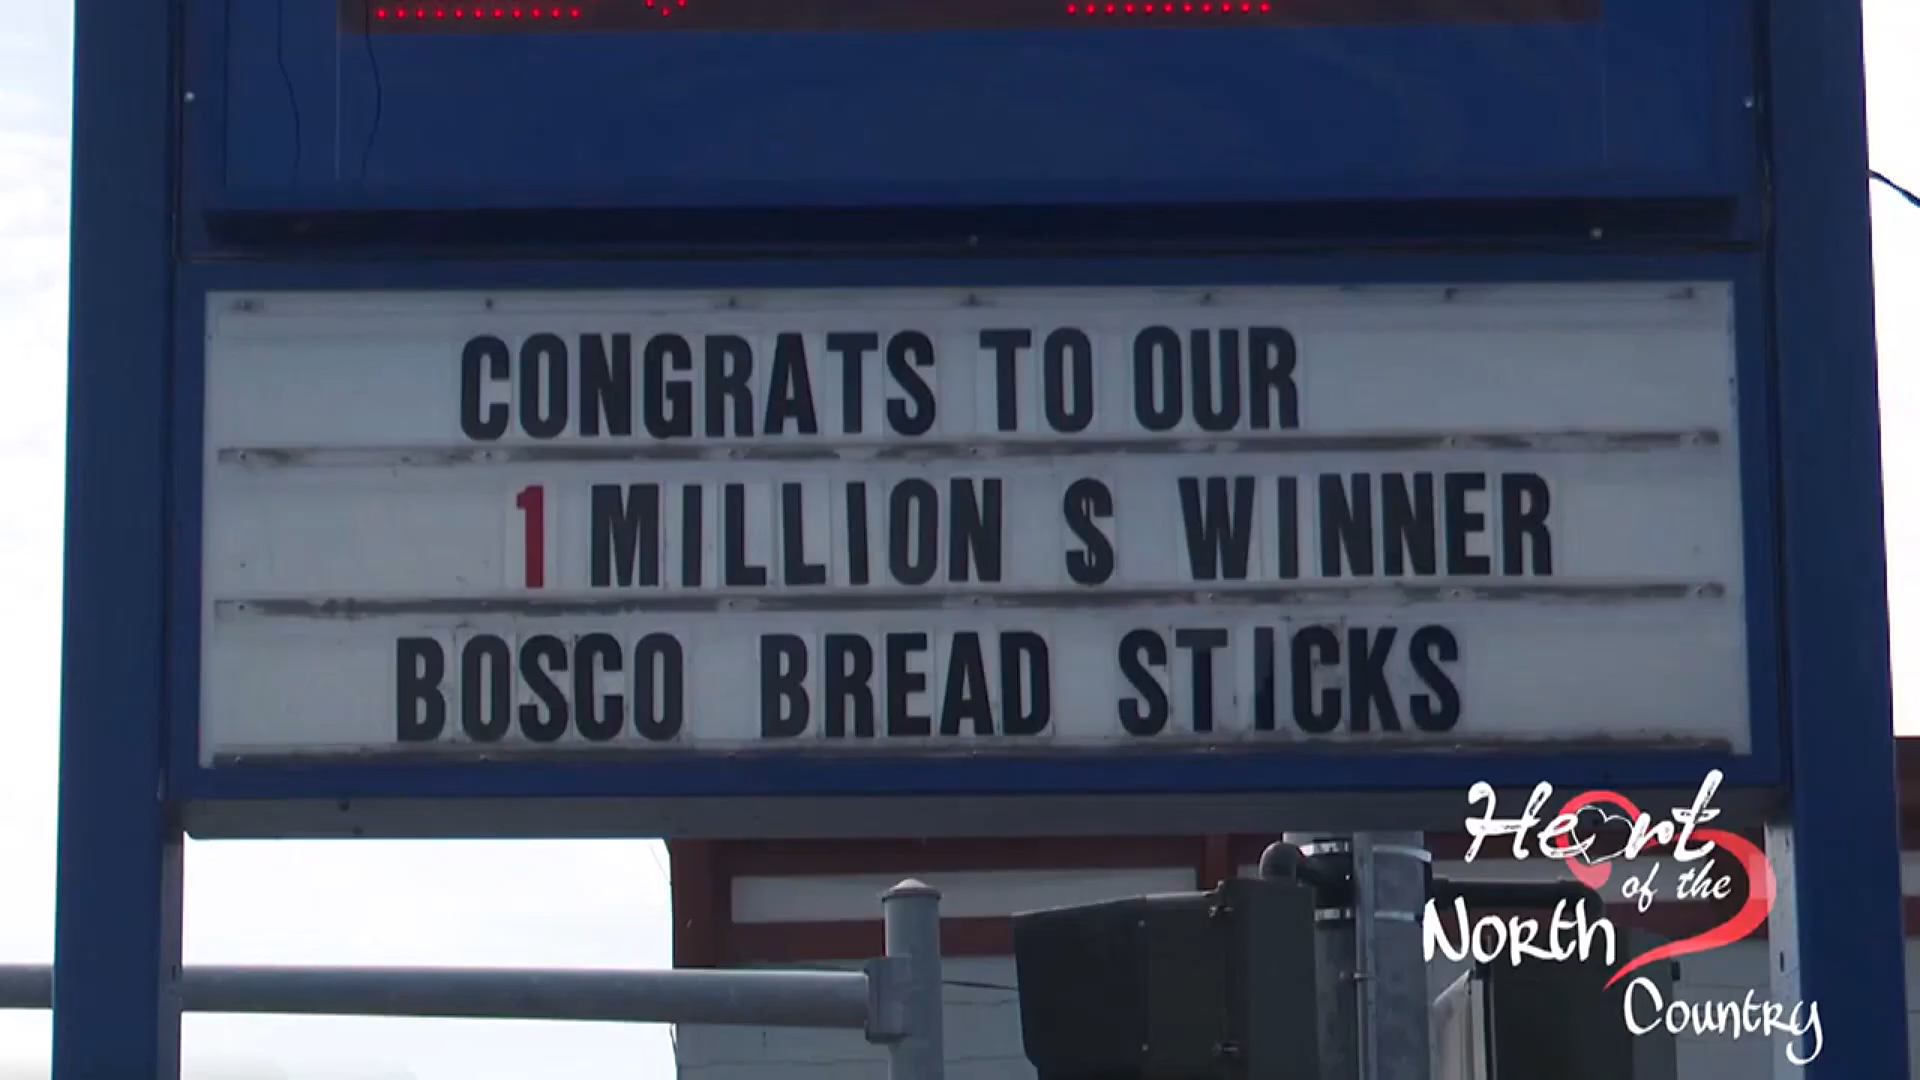 CONGRATS TO OUR
1 MILLION $ WINNER
BOSCO BREAD STICKS
Heart
of the
North
Country